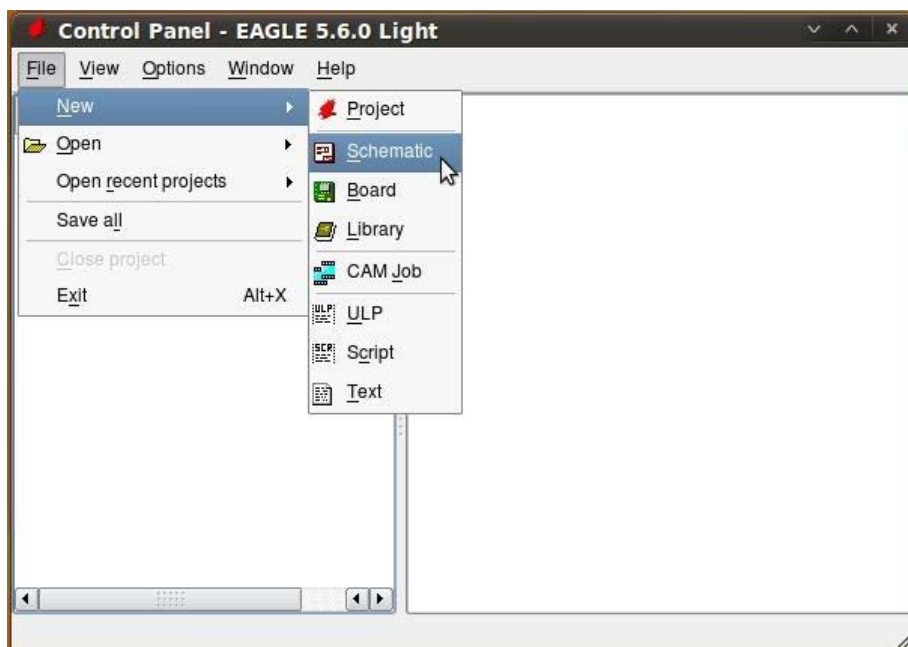 Control Panel - EAGLE 5.6.0 Light
File View Options Window Help
New
Open
Open recent projects
Save all
Close project
Exit Alt+X
Project
Schematic
Board
Library
CAM Job
ULP
Script
Text